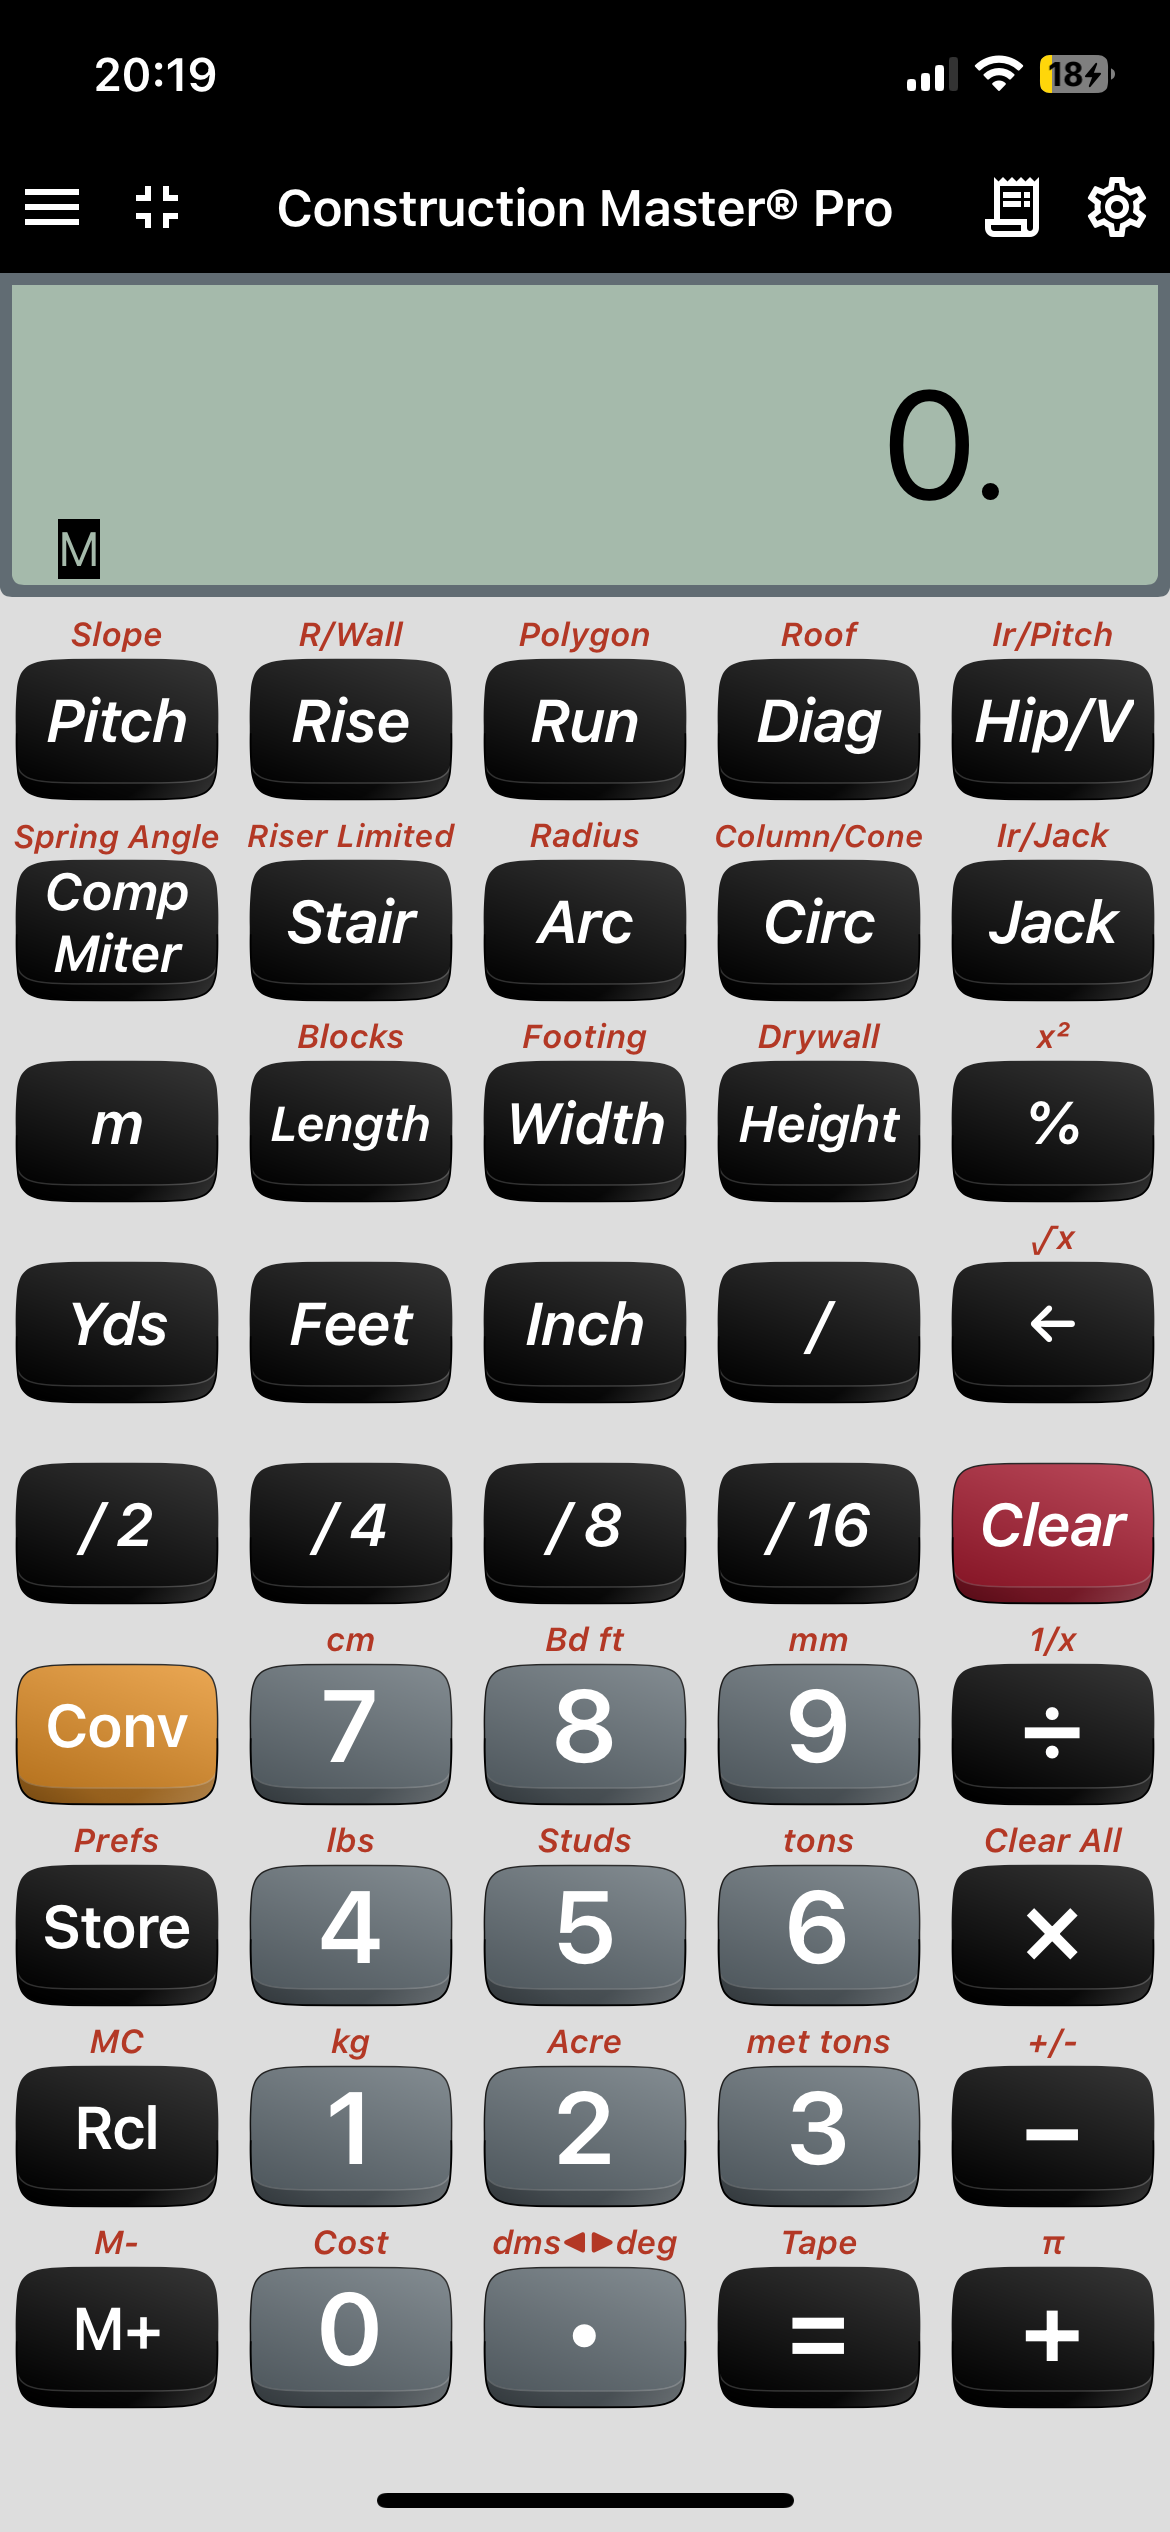 20:19 18
Construction Master® Pro
0.
M
Slope R/Wall Polygon Roof Ir/Pitch
Pitch Rise Run Diag Hip/V
Spring Angle Riser Limited Radius Column/Cone Ir/Jack
Comp Miter Stair Arc Circ Jack
Blocks Footing Drywall x²
m Length Width Height %
√x
Yds Feet Inch / ←
/2 /4 /8 /16 Clear
cm Bd ft mm 1/x
Conv 7 8 9 ÷
Prefs lbs Studs tons Clear All
Store 4 5 6 ×
MC kg Acre met tons +/-
Rcl 1 2 3 −
M- Cost dms◀▶deg Tape π
M+ 0 . = +